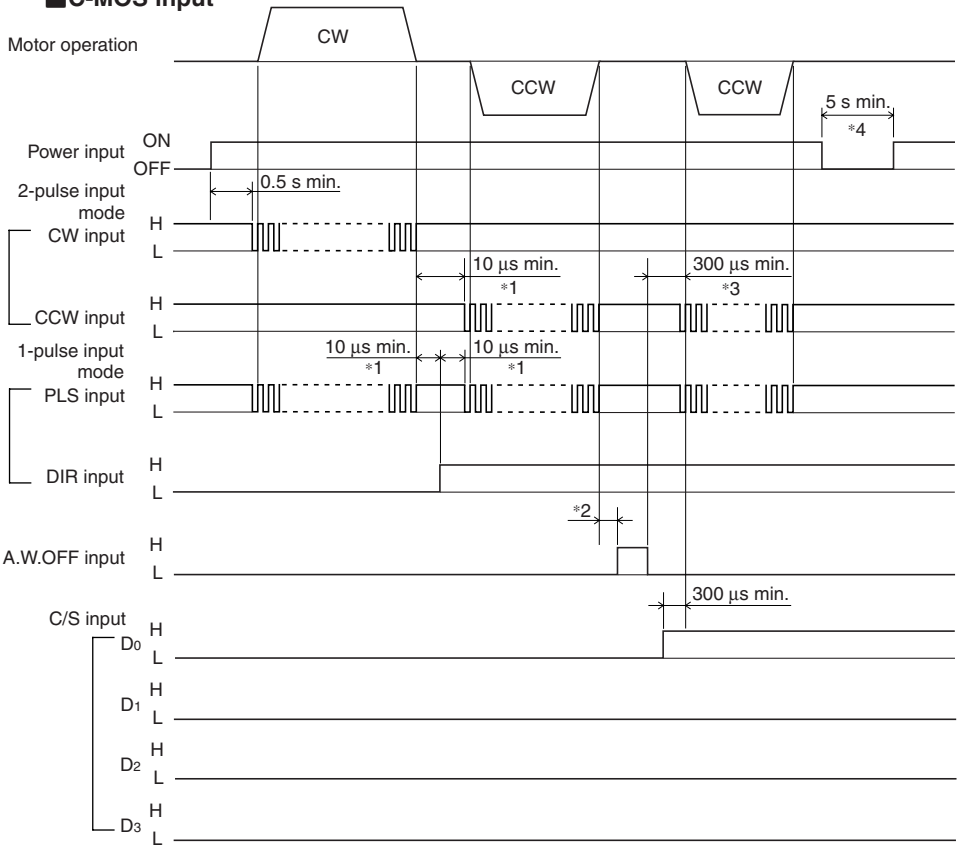 ■C-MOS input
Motor operation
CW
CCW
CCW
5 s min.
*4
Power input
ON
OFF
0.5 s min.
2-pulse input
mode
CW input
H
L
10 µs min.
*1
300 µs min.
*3
CCW input
H
L
1-pulse input
mode
10 µs min.
*1
10 µs min.
*1
PLS input
H
L
DIR input
H
L
*2
A.W.OFF input
H
L
300 µs min.
C/S input
D0
H
L
D1
H
L
D2
H
L
D3
H
L